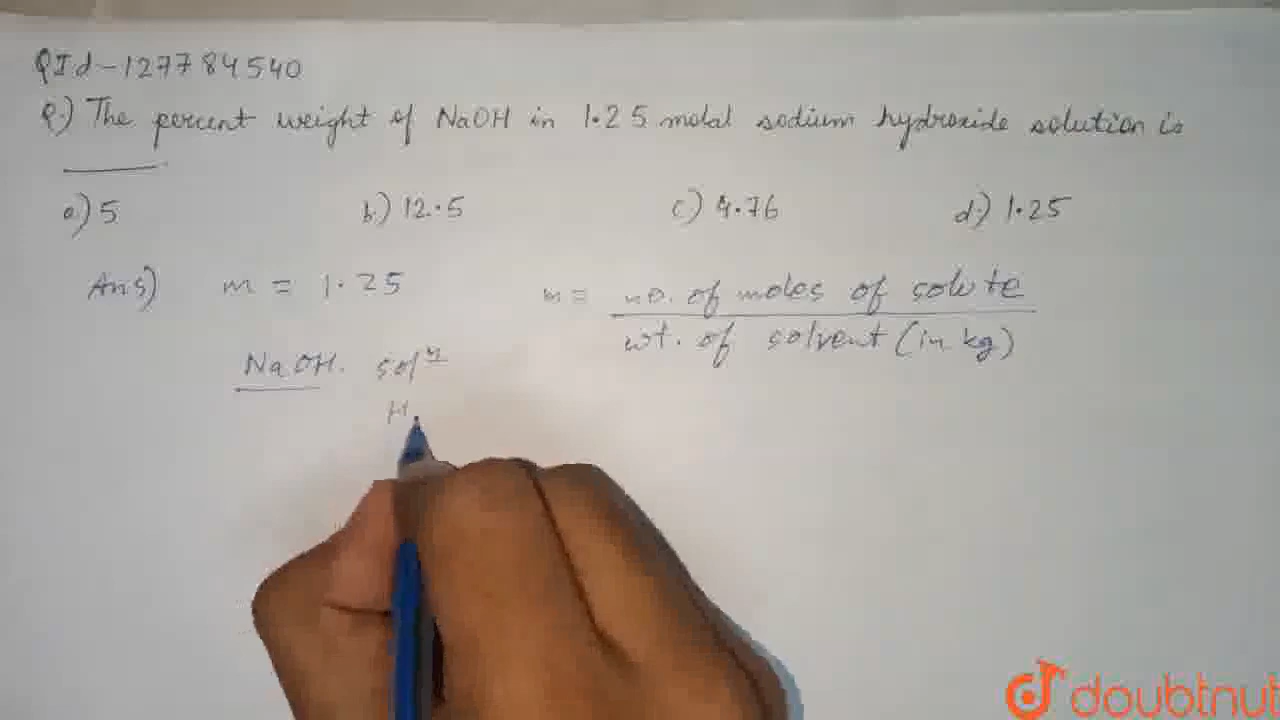 QId-127784540
Q.) The percent weight of NaOH in 1.25 molal sodium hydroxide solution is
a.) 5 b.) 12.5 c.) 4.76 d.) 1.25
Ans) m = 1.25 m = no. of moles of solute
wt. of solvent (in kg)
NaOH. solⁿ
H
doubtnut